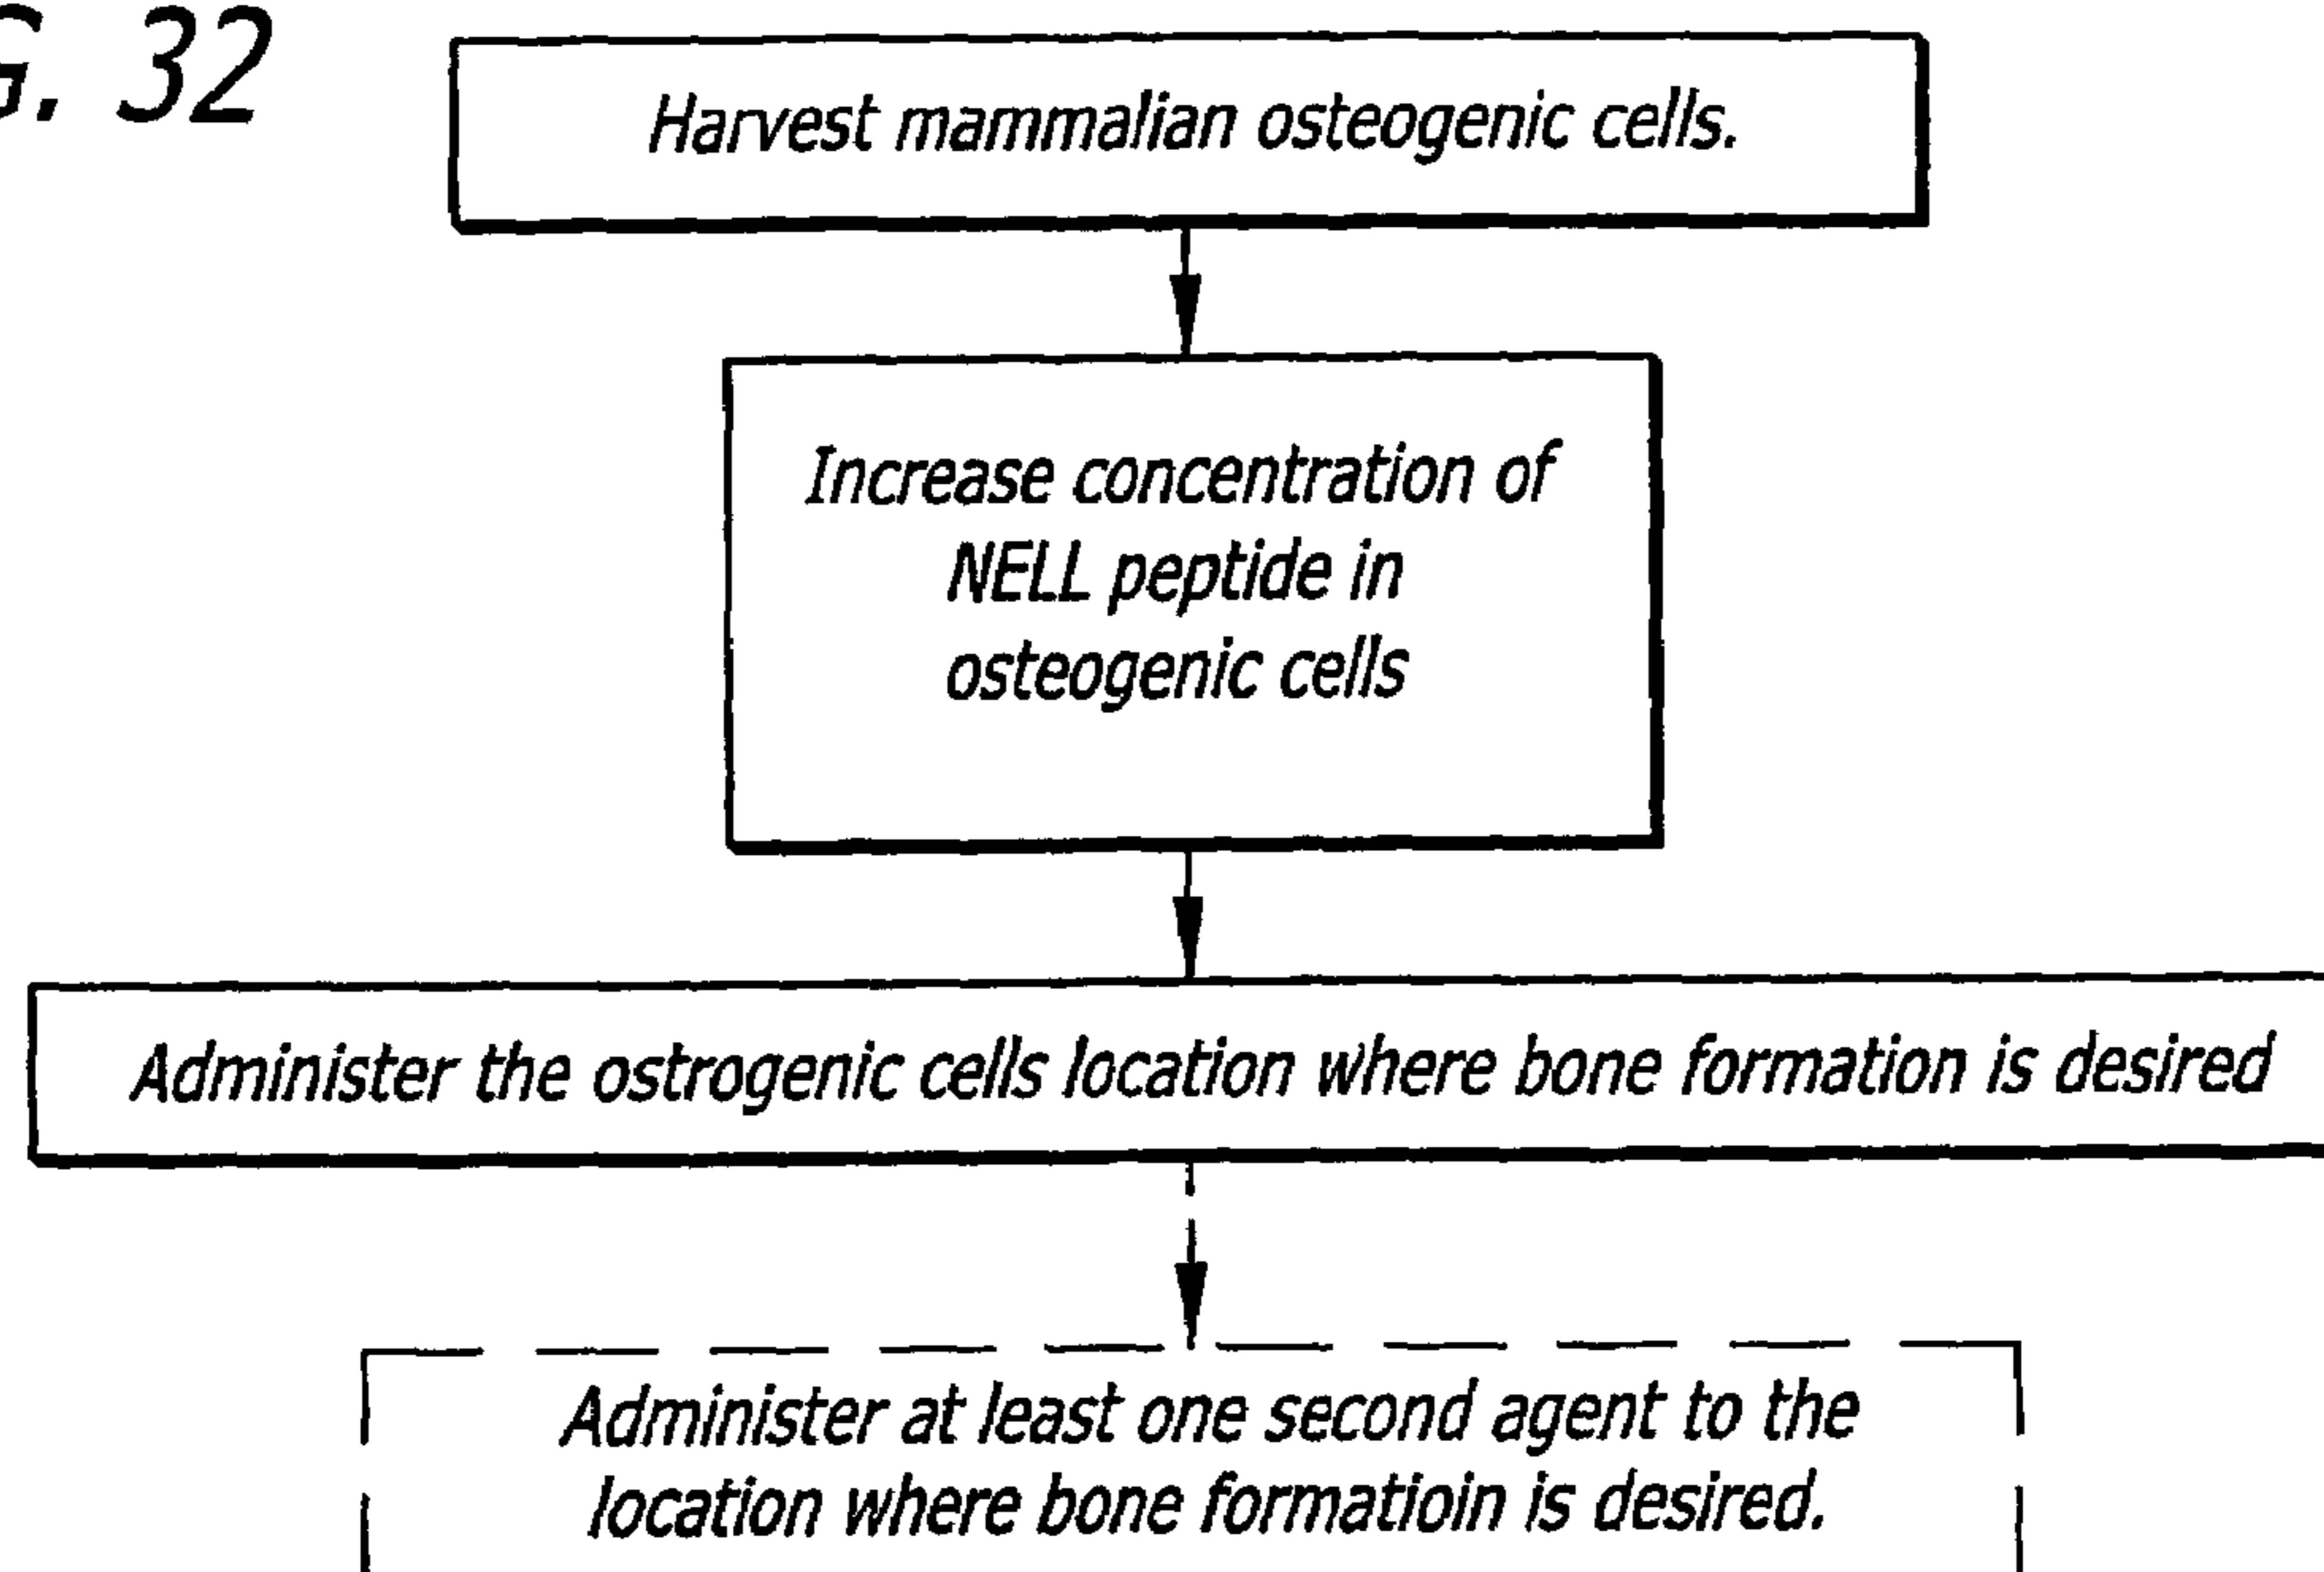 G. 32
Harvest mammalian osteogenic cells.
Increase concentration of
NELL peptide in
osteogenic cells
Administer the ostrogenic cells location where bone formation is desired
Administer at least one second agent to the
location where bone formatioin is desired.